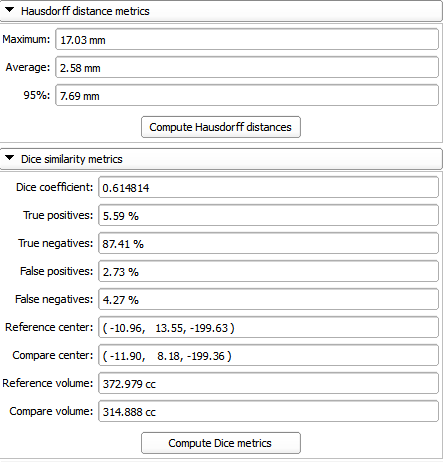 Hausdorff distance metrics
Maximum: 17.03 mm
Average: 2.58 mm
95%: 7.69 mm
Compute Hausdorff distances
Dice similarity metrics
Dice coefficient: 0.614814
True positives: 5.59 %
True negatives: 87.41 %
False positives: 2.73 %
False negatives: 4.27 %
Reference center: ( -10.96, 13.55, -199.63 )
Compare center: ( -11.90, 8.18, -199.36 )
Reference volume: 372.979 cc
Compare volume: 314.888 cc
Compute Dice metrics